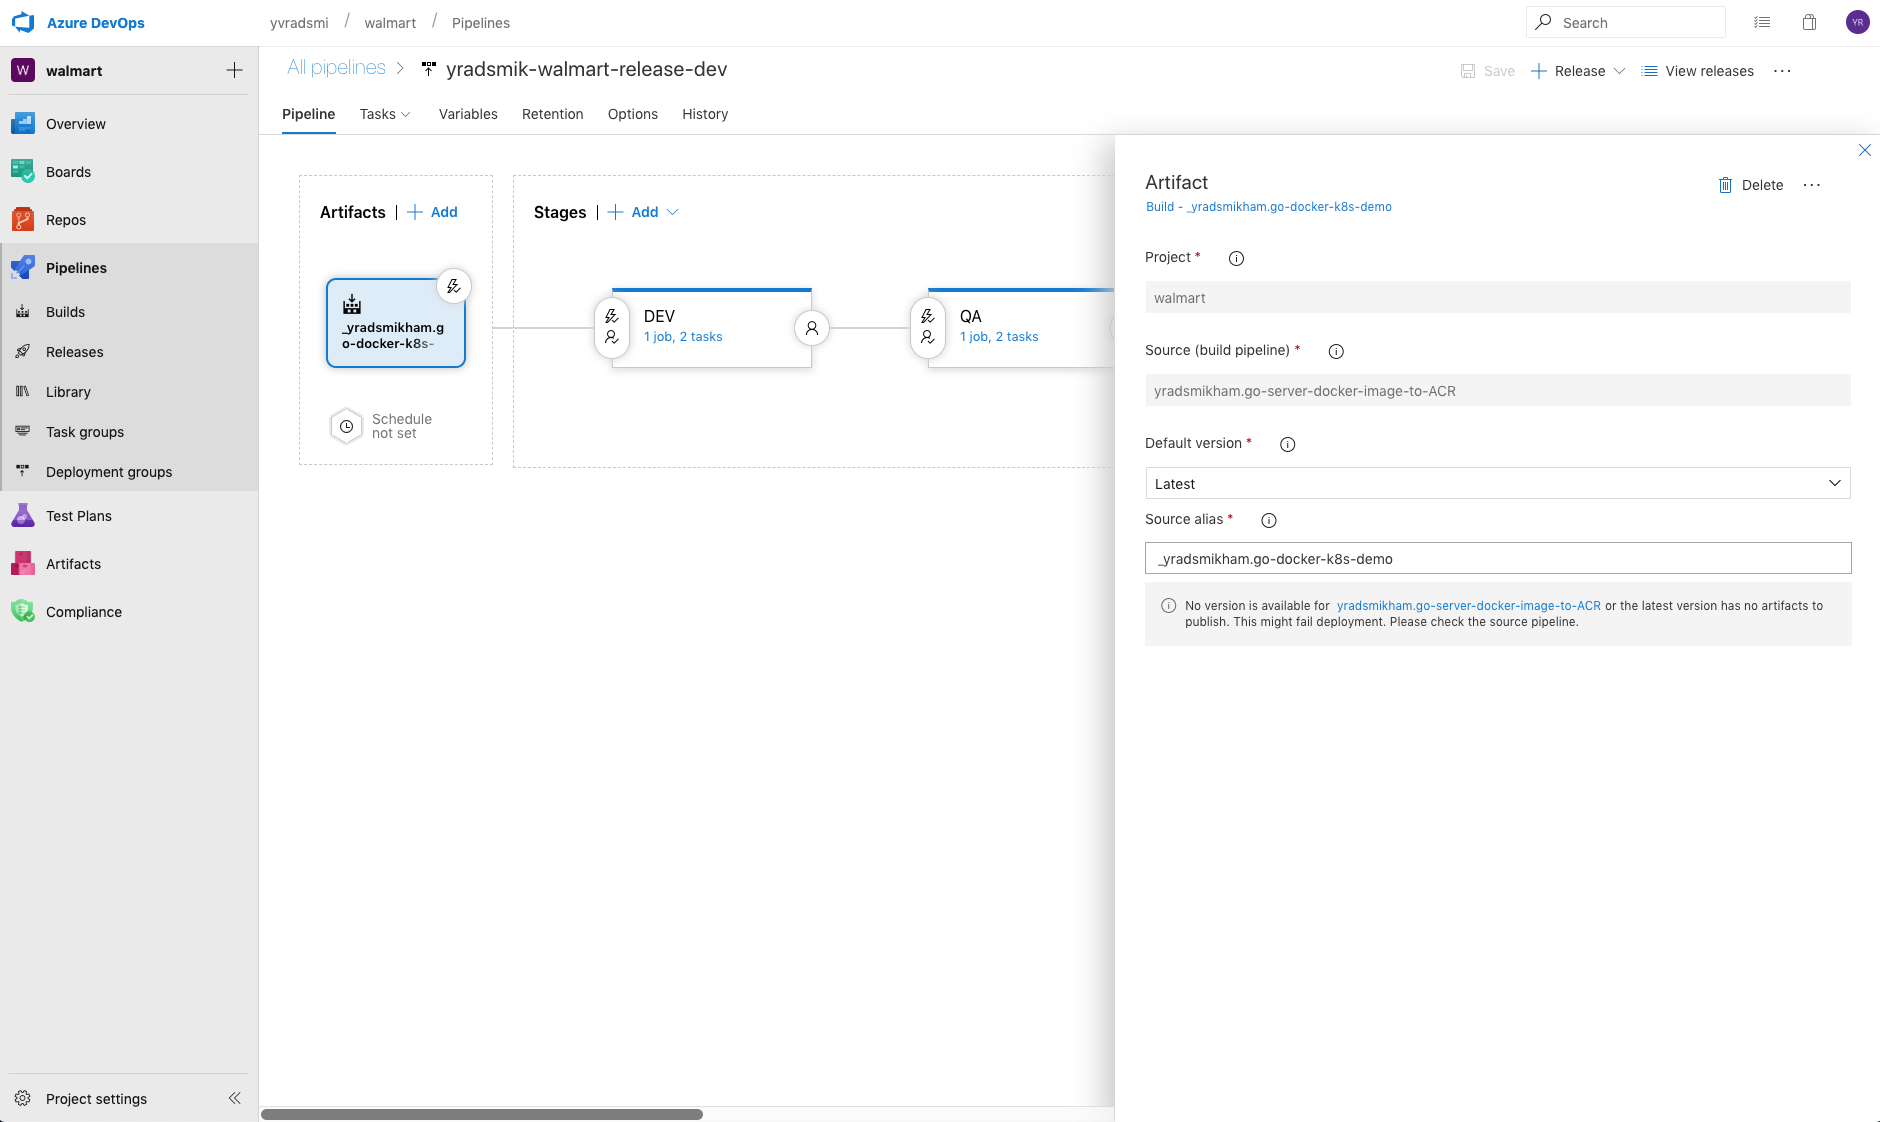 Azure DevOps
yvradsmi / walmart / Pipelines
Search
YR
W walmart
Overview
Boards
Repos
Pipelines
Builds
Releases
Library
Task groups
Deployment groups
Test Plans
Artifacts
Compliance
Project settings
All pipelines > yradsmik-walmart-release-dev
Save
Release
View releases
Pipeline
Tasks
Variables
Retention
Options
History
Artifacts | + Add
_yradsmikham.g
o-docker-k8s-
Schedule
not set
Stages | + Add
DEV
1 job, 2 tasks
QA
1 job, 2 tasks
Artifact
Delete
Build - _yradsmikham.go-docker-k8s-demo
Project *
walmart
Source (build pipeline) *
yradsmikham.go-server-docker-image-to-ACR
Default version *
Latest
Source alias *
_yradsmikham.go-docker-k8s-demo
No version is available for yradsmikham.go-server-docker-image-to-ACR or the latest version has no artifacts to
publish. This might fail deployment. Please check the source pipeline.